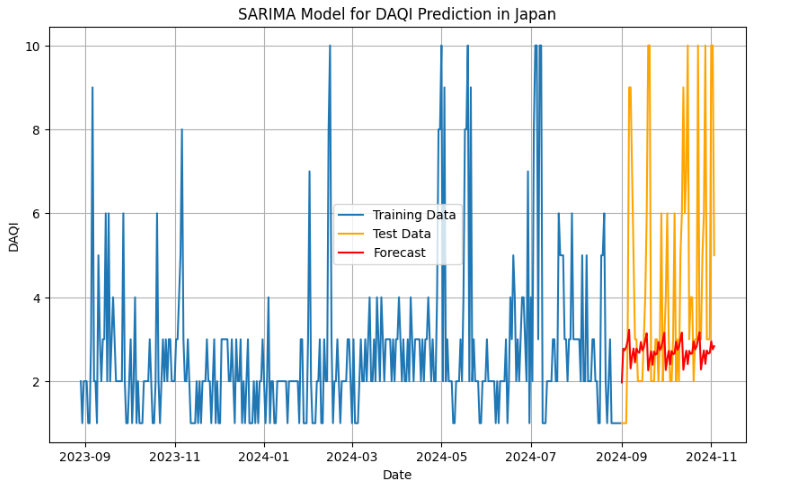 SARIMA Model for DAQI Prediction in Japan
10
8
6
4
2
DAQI
Training Data
Test Data
Forecast
2023-09 2023-11 2024-01 2024-03 2024-05 2024-07 2024-09 2024-11
Date